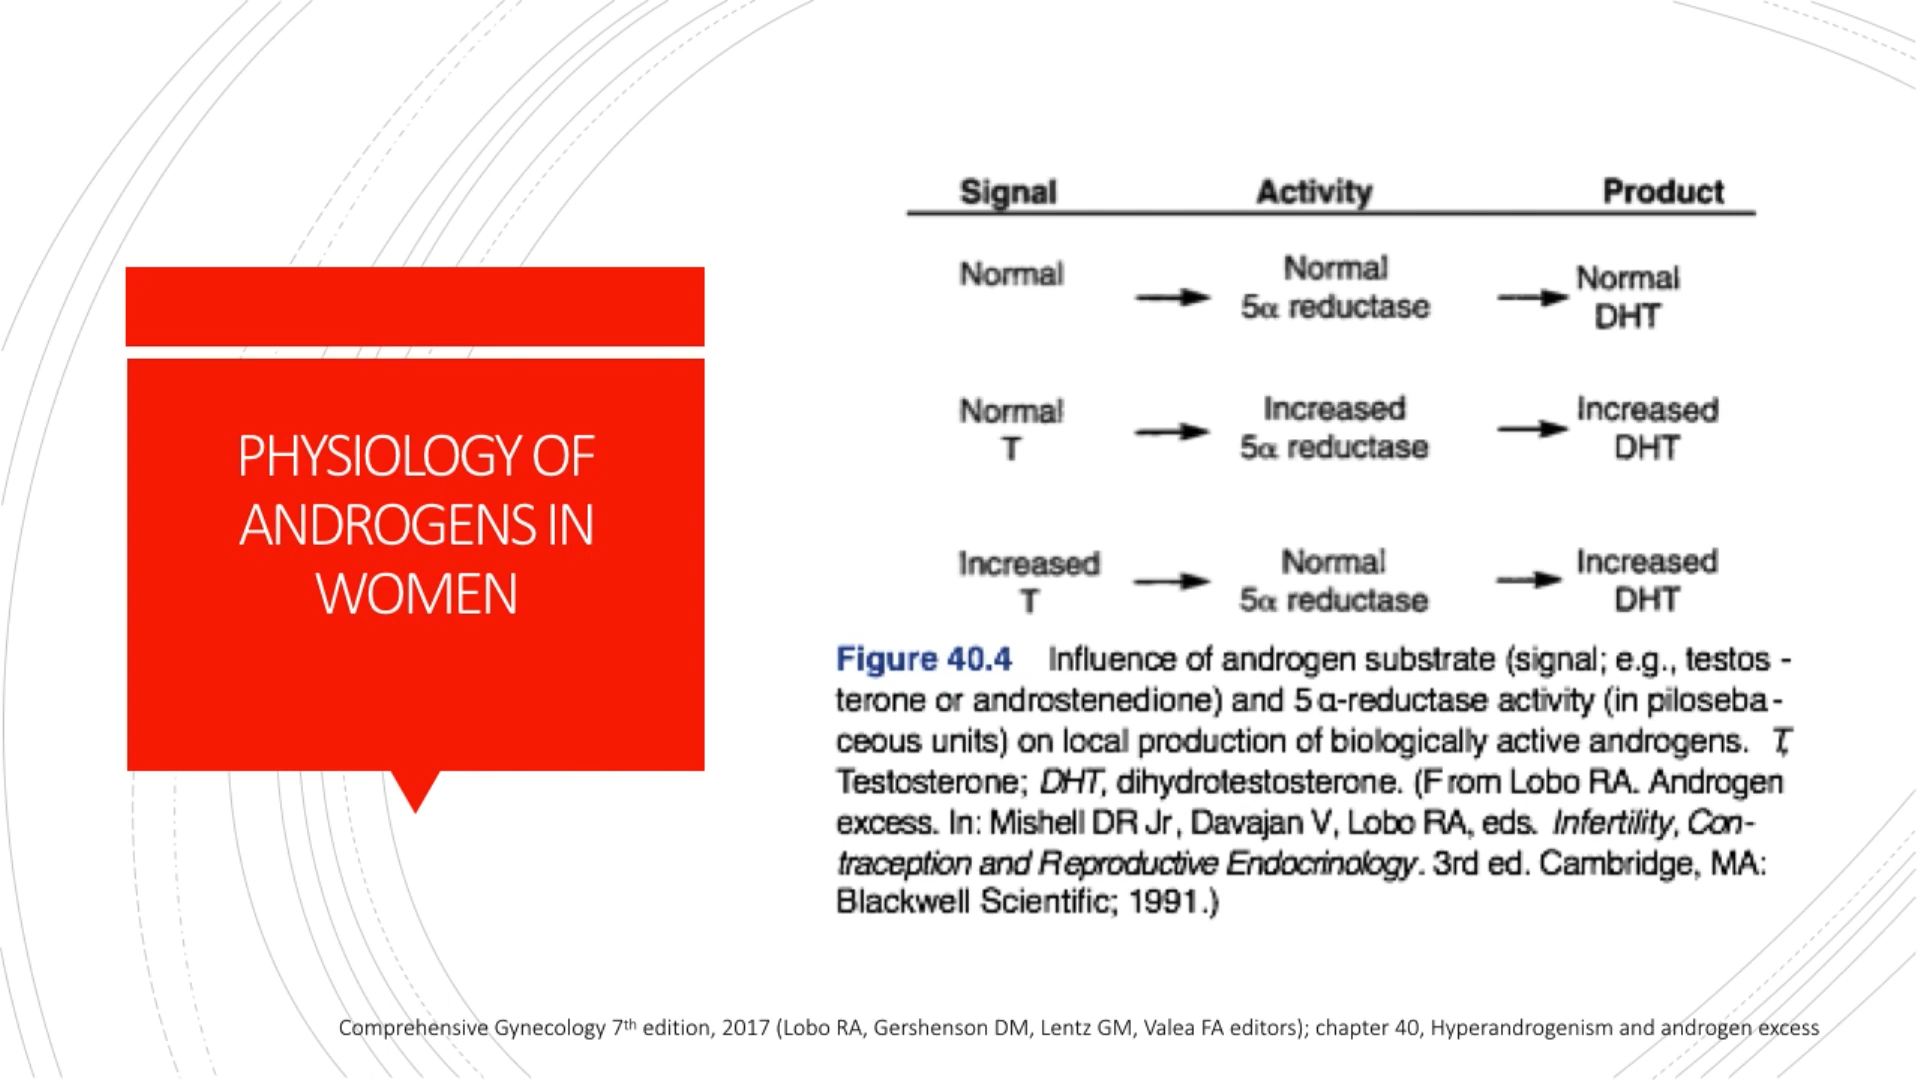 PHYSIOLOGY OF
ANDROGENS IN
WOMEN
Signal Activity Product
Normal → Normal 5α reductase → Normal DHT
Normal T → Increased 5α reductase → Increased DHT
Increased T → Normal 5α reductase → Increased DHT
Figure 40.4 Influence of androgen substrate (signal; e.g., testos -
terone or androstenedione) and 5 α-reductase activity (in piloseba -
ceous units) on local production of biologically active androgens. T,
Testosterone; DHT, dihydrotestosterone. (From Lobo RA. Androgen
excess. In: Mishell DR Jr, Davajan V, Lobo RA, eds. Infertility, Con-
traception and Reproductive Endocrinology. 3rd ed. Cambridge, MA:
Blackwell Scientific; 1991.)
Comprehensive Gynecology 7th edition, 2017 (Lobo RA, Gershenson DM, Lentz GM, Valea FA editors); chapter 40, Hyperandrogenism and androgen excess